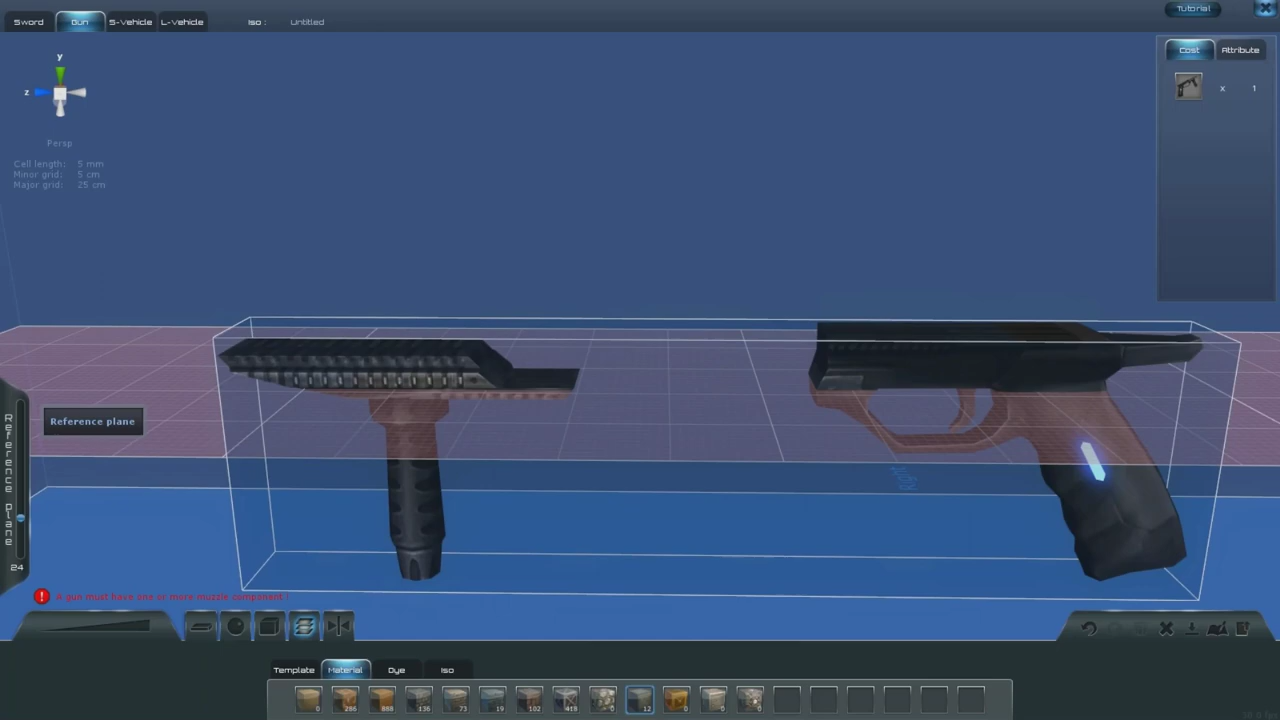 Sword Gun S-Vehicle L-Vehicle Iso : Untitled Tutorial
Cost Attribute
y
z
x 1
Persp
Cell length: 5 mm
Minor grid: 5 cm
Major grid: 25 cm
Reference plane
Reference plane
Right
24
A gun must have one or more muzzle component !
Template Material Dye Iso
0 286 888 136 73 19 102 418 0 12 0 0 0